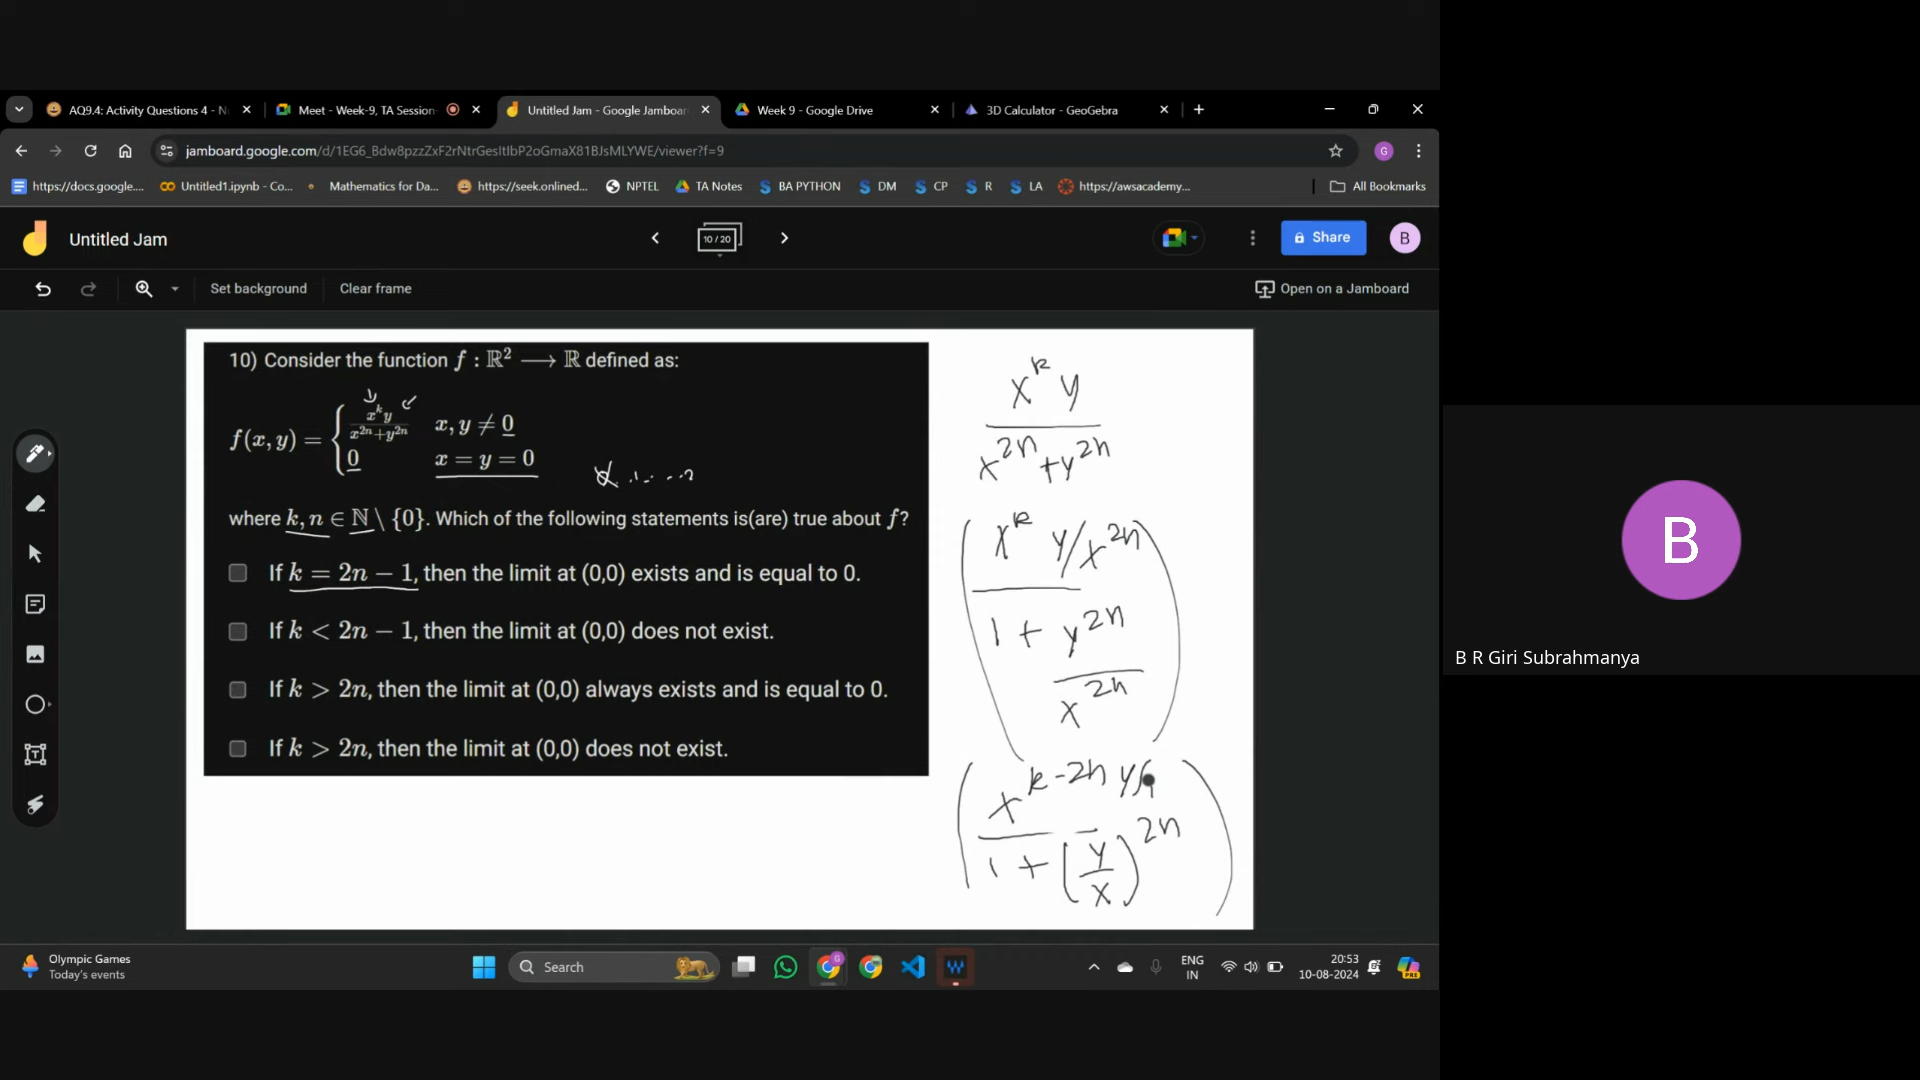 AQ9.4: Activity Questions 4 - N
Meet - Week-9, TA Session
Untitled Jam - Google Jamboar
Week 9 - Google Drive
3D Calculator - GeoGebra
jamboard.google.com/d/1EG6_Bdw8pzzZxF2rNtrGesItIbP2oGmaX81BJsMLYWE/viewer?f=9
G
https://docs.google....
Untitled1.ipynb - Co...
Mathematics for Da...
https://seek.onlined...
NPTEL
TA Notes
BA PYTHON
DM
CP
R
LA
https://awsacademy...
All Bookmarks
Untitled Jam
10 / 20
Share
B
Set background
Clear frame
Open on a Jamboard
10) Consider the function f : ℝ² ⟶ ℝ defined as:
f(x, y) = { x^k y / (x^{2n} + y^{2n})   x, y ≠ 0
0   x = y = 0
where k, n ∈ ℕ \ {0}. Which of the following statements is(are) true about f?
If k = 2n − 1, then the limit at (0,0) exists and is equal to 0.
If k < 2n − 1, then the limit at (0,0) does not exist.
If k > 2n, then the limit at (0,0) always exists and is equal to 0.
If k > 2n, then the limit at (0,0) does not exist.
x^k y
x^{2n} + y^{2n}
x^k y/x^{2n}
1 + y^{2n}
x^{2n}
x^{k-2n} y
1 + (y/x)^{2n}
B
B R Giri Subrahmanya
Olympic Games
Today's events
Search
G
ENG
IN
20:53
10-08-2024
PRE